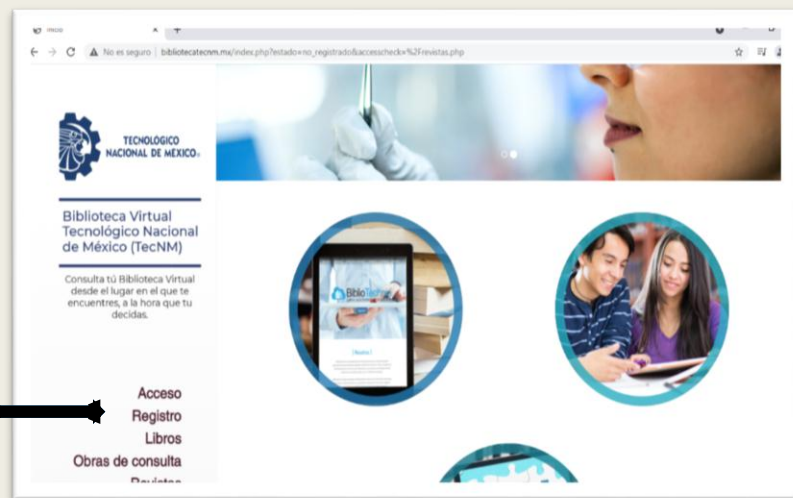 Inicio
No es seguro | bibliotecatecnm.mx/index.php?estado=no_registrado&accesscheck=%2Frevistas.php
TECNOLÓGICO
NACIONAL DE MÉXICO®
Biblioteca Virtual
Tecnológico Nacional
de México (TecNM)
Consulta tú Biblioteca Virtual
desde el lugar en el que te
encuentres, a la hora que tu
decidas.
Acceso
Registro
Libros
Obras de consulta
Revistas